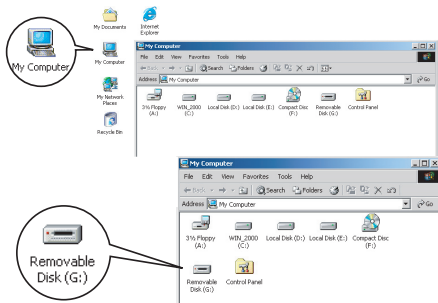 My Documents
Internet
Explorer
My Computer
My Computer
My Network
Places
Recycle Bin
My Computer
File Edit View Favorites Tools Help
Back Search Folders
Address My Computer Go
3½ Floppy
(A:)
WIN_2000
(C:)
Local Disk (D:)
Local Disk (E:)
Compact Disc
(F:)
Removable
Disk (G:)
Control Panel
My Computer
File Edit View Favorites Tools Help
Back Search Folders
Address My Computer Go
3½ Floppy
(A:)
WIN_2000
(C:)
Local Disk (D:)
Local Disk (E:)
Compact Disc
(F:)
Removable
Disk (G:)
Control Panel
Removable
Disk (G:)